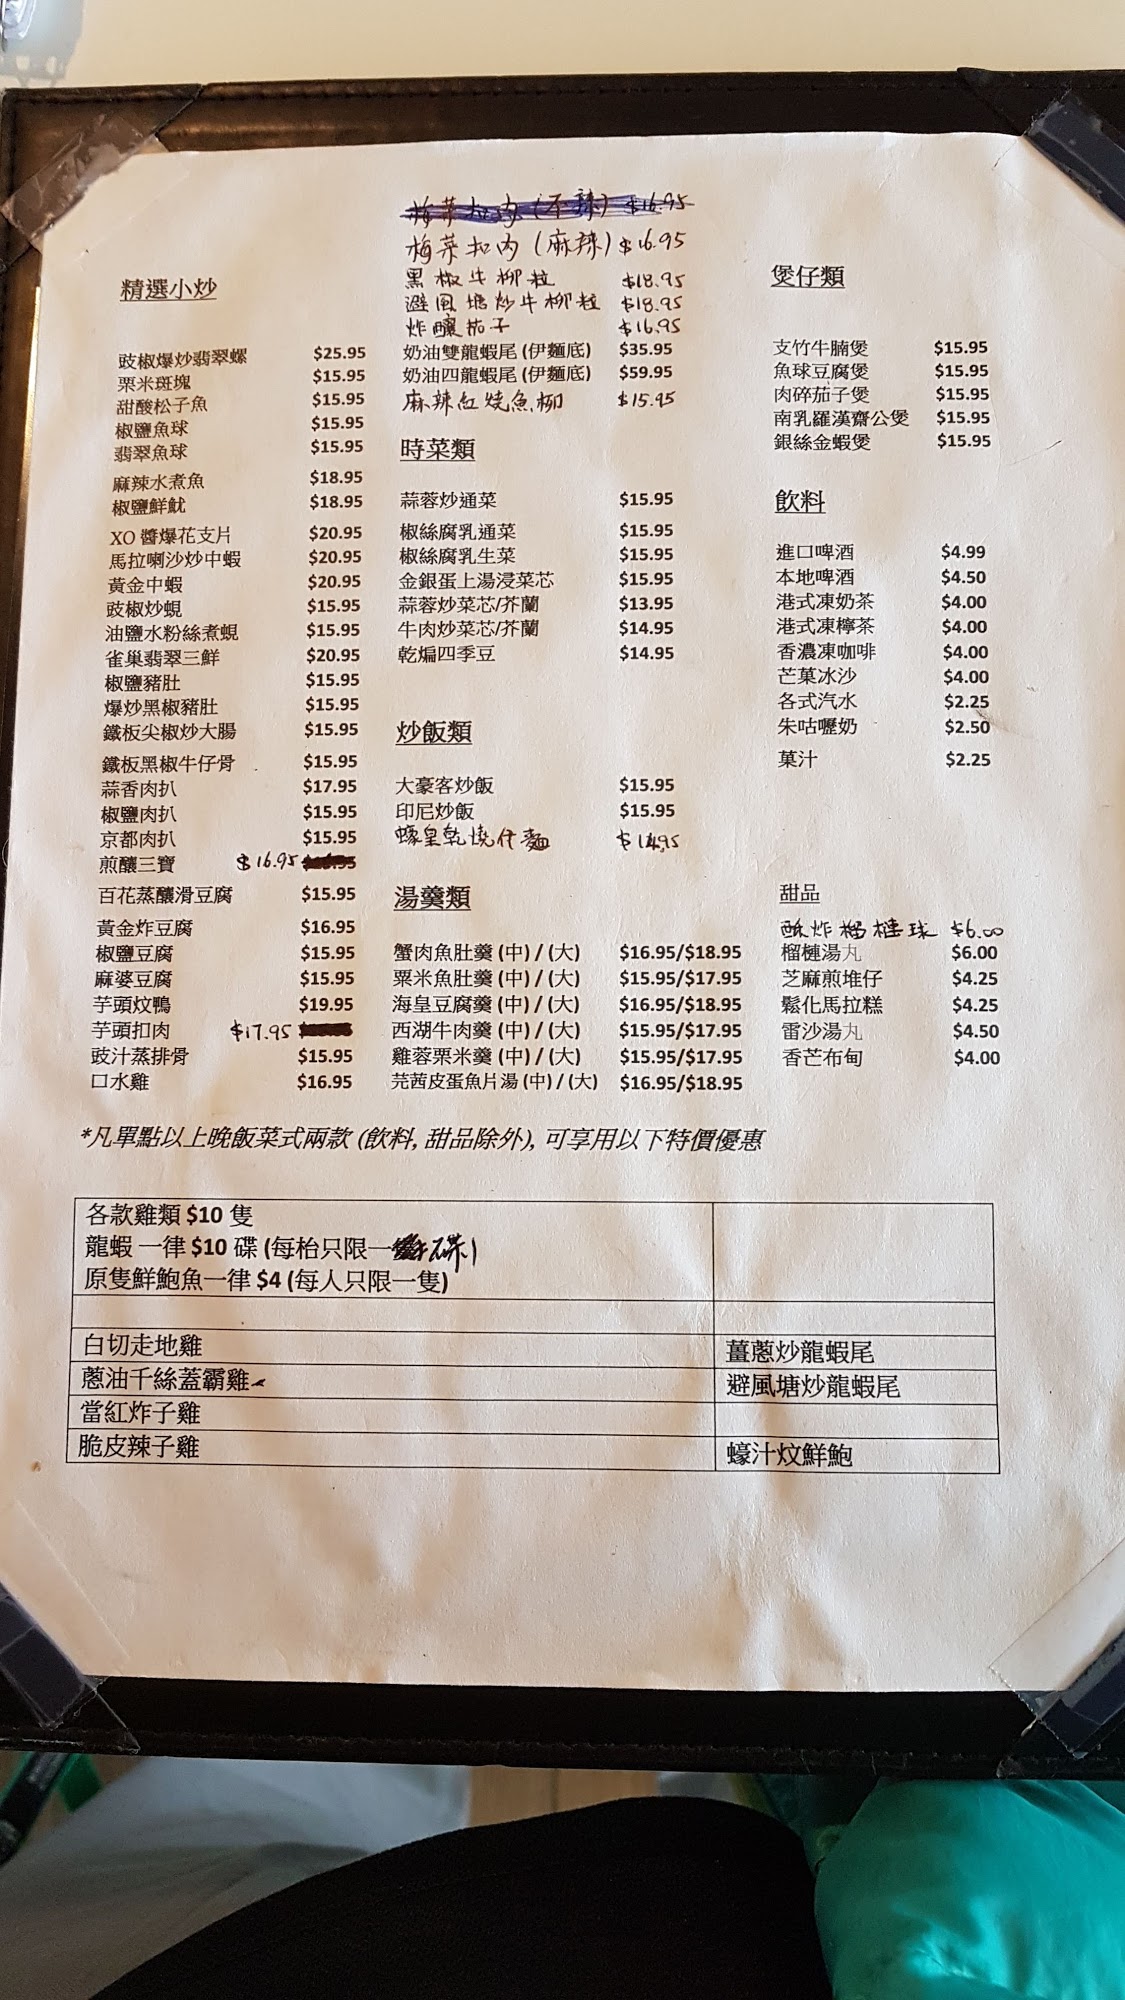 梅菜扣肉 (不辣) $16.95
梅菜扣肉 (麻辣) $16.95
黑椒牛柳粒 $18.95
避風塘炒牛柳粒 $18.95
炸釀茄子 $16.95
奶油雙龍蝦尾 (伊麵底) $35.95
奶油四龍蝦尾 (伊麵底) $59.95
麻辣紅燒魚柳 $15.95
精選小炒
豉椒爆炒翡翠螺 $25.95
粟米斑塊 $15.95
甜酸松子魚 $15.95
椒鹽魚球 $15.95
翡翠魚球 $15.95
麻辣水煮魚 $18.95
椒鹽鮮魷 $18.95
XO 醬爆花支片 $20.95
馬拉喇沙炒中蝦 $20.95
黃金中蝦 $20.95
豉椒炒蜆 $15.95
油鹽水粉絲煮蜆 $15.95
雀巢翡翠三鮮 $20.95
椒鹽豬肚 $15.95
爆炒黑椒豬肚 $15.95
鐵板尖椒炒大腸 $15.95
鐵板黑椒牛仔骨 $15.95
蒜香肉扒 $17.95
椒鹽肉扒 $15.95
京都肉扒 $15.95
煎釀三寶 $16.95
百花蒸釀滑豆腐 $15.95
黃金炸豆腐 $16.95
椒鹽豆腐 $15.95
麻婆豆腐 $15.95
芋頭炆鴨 $19.95
芋頭扣肉 $17.95
豉汁蒸排骨 $15.95
口水雞 $16.95
時菜類
蒜蓉炒通菜 $15.95
椒絲腐乳通菜 $15.95
椒絲腐乳生菜 $15.95
金銀蛋上湯浸菜芯 $15.95
蒜蓉炒菜芯/芥蘭 $13.95
牛肉炒菜芯/芥蘭 $14.95
乾煸四季豆 $14.95
炒飯類
大豪客炒飯 $15.95
印尼炒飯 $15.95
蠔皇乾燒伊麵 $14.95
湯羹類
蟹肉魚肚羹 (中) / (大) $16.95/$18.95
粟米魚肚羹 (中) / (大) $15.95/$17.95
海皇豆腐羹 (中) / (大) $16.95/$18.95
西湖牛肉羹 (中) / (大) $15.95/$17.95
雞蓉粟米羹 (中) / (大) $15.95/$17.95
芫茜皮蛋魚片湯 (中) / (大) $16.95/$18.95
煲仔類
支竹牛腩煲 $15.95
魚球豆腐煲 $15.95
肉碎茄子煲 $15.95
南乳羅漢齋公煲 $15.95
銀絲金蝦煲 $15.95
飲料
進口啤酒 $4.99
本地啤酒 $4.50
港式凍奶茶 $4.00
港式凍檸茶 $4.00
香濃凍咖啡 $4.00
芒菓冰沙 $4.00
各式汽水 $2.25
朱咕嚦奶 $2.50
菓汁 $2.25
甜品
酥炸榴槤球 $6.00
榴槤湯丸 $6.00
芝麻煎堆仔 $4.25
鬆化馬拉糕 $4.25
雷沙湯丸 $4.50
香芒布甸 $4.00
*凡單點以上晚飯菜式兩款 (飲料, 甜品除外), 可享用以下特價優惠
各款雞類 $10 隻
龍蝦 一律 $10 碟 (每枱只限一碟)
原隻鮮鮑魚一律 $4 (每人只限一隻)
白切走地雞 薑蔥炒龍蝦尾
蔥油千絲蓋霸雞 避風塘炒龍蝦尾
當紅炸子雞
脆皮辣子雞 蠔汁炆鮮鮑